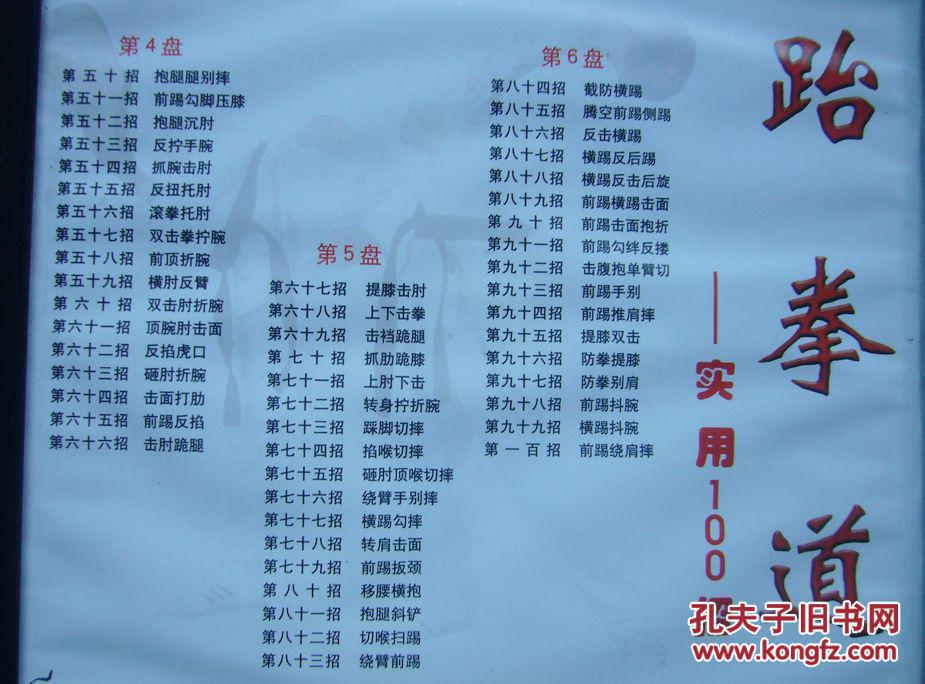 第4盘
第五十招 抱腿腿别摔
第五十一招 前踢勾脚压膝
第五十二招 抱腿沉肘
第五十三招 反拧手腕
第五十四招 抓腕击肘
第五十五招 反扭托肘
第五十六招 滚拳托肘
第五十七招 双击拳拧腕
第五十八招 前顶折腕
第五十九招 横肘反臂
第六十招 双击肘折腕
第六十一招 顶腕肘击面
第六十二招 反掐虎口
第六十三招 砸肘折腕
第六十四招 击面打肋
第六十五招 前踢反掐
第六十六招 击肘跪腿
第5盘
第六十七招 提膝击肘
第六十八招 上下击拳
第六十九招 击裆跪腿
第七十招 抓肋跪膝
第七十一招 上肘下击
第七十二招 转身拧折腕
第七十三招 踩脚切摔
第七十四招 掐喉切摔
第七十五招 砸肘顶喉切摔
第七十六招 绕臂手别摔
第七十七招 横踢勾摔
第七十八招 转肩击面
第七十九招 前踢扳颈
第八十招 移腰横抱
第八十一招 抱腿斜铲
第八十二招 切喉扫踢
第八十三招 绕臂前踢
第6盘
第八十四招 截防横踢
第八十五招 腾空前踢侧踢
第八十六招 反击横踢
第八十七招 横踢反后踢
第八十八招 横踢反击后旋
第八十九招 前踢横踢击面
第九十招 前踢击面抱折
第九十一招 前踢勾绊反搂
第九十二招 击腹抱单臂切
第九十三招 前踢手别
第九十四招 前踢推肩摔
第九十五招 提膝双击
第九十六招 防拳提膝
第九十七招 防拳别肩
第九十八招 前踢抖腕
第九十九招 横踢抖腕
第一百招 前踢绕肩摔
跆拳道
——实用100招
孔夫子旧书网
www.kongfz.com